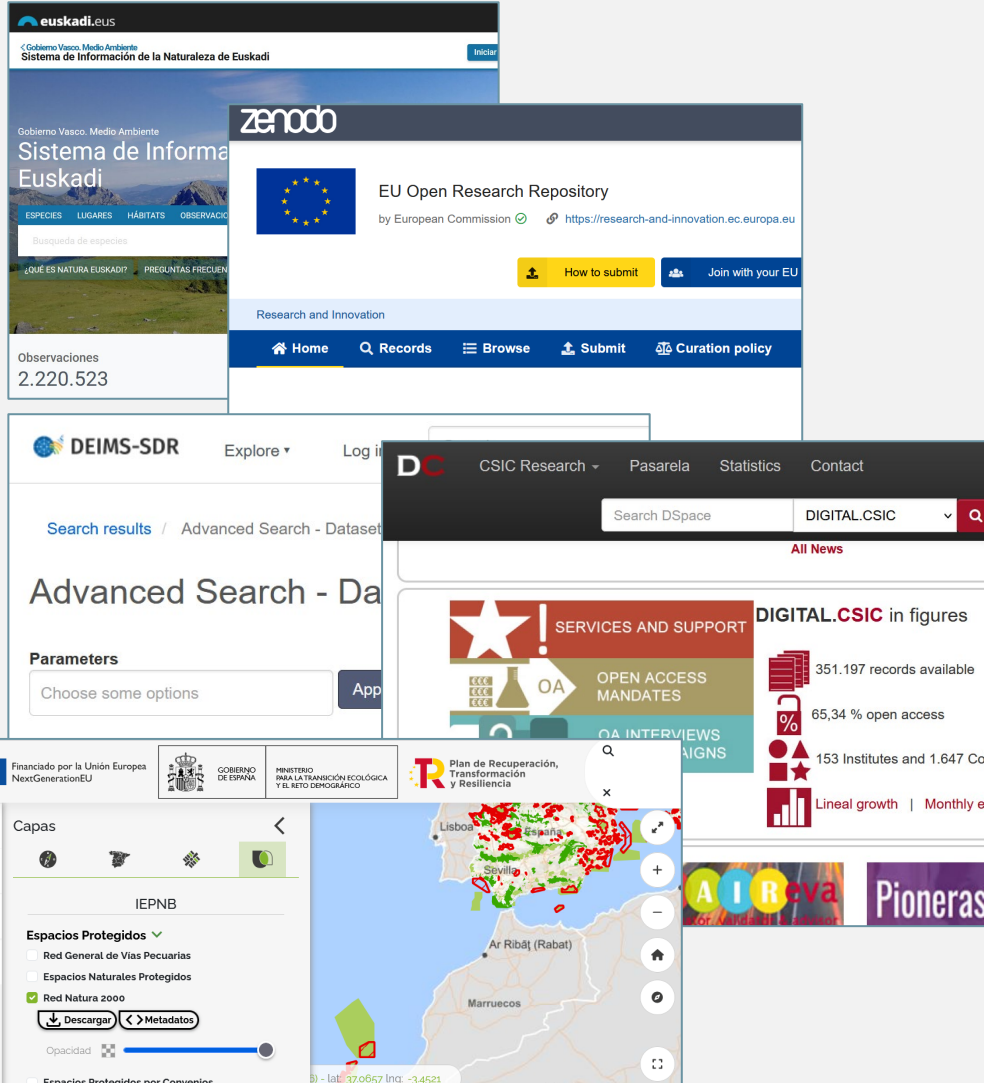 euskadi.eus
Gobierno Vasco. Medio Ambiente
Sistema de Información de la Naturaleza de Euskadi
Iniciar
Gobierno Vasco. Medio Ambiente
Sistema de Informa
Euskadi
ESPECIES LUGARES HÁBITATS OBSERVACIO
Busqueda de especies
¿QUÉ ES NATURA EUSKADI? PREGUNTAS FRECUEN
Observaciones
2.220.523
zenodo
EU Open Research Repository
by European Commission https://research-and-innovation.ec.europa.eu
How to submit Join with your EU
Research and Innovation
Home Records Browse Submit Curation policy
DEIMS-SDR Explore Log i
Search results / Advanced Search - Dataset
Advanced Search - Da
Parameters
Choose some options App
DC CSIC Research Pasarela Statistics Contact
Search DSpace DIGITAL.CSIC
All News
SERVICES AND SUPPORT
OA OPEN ACCESS
MANDATES
OA INTERVIEWS
AIGNS
DIGITAL.CSIC in figures
351.197 records available
% 65,34 % open access
153 Institutes and 1.647 Co
Lineal growth | Monthly e
AIReva
Pioneras
Financiado por la Unión Europea
NextGenerationEU
GOBIERNO
DE ESPAÑA
MINISTERIO
PARA LA TRANSICIÓN ECOLÓGICA
Y EL RETO DEMOGRÁFICO
Plan de Recuperación,
Transformación
y Resiliencia
Capas
IEPNB
Espacios Protegidos
Red General de Vías Pecuarias
Espacios Naturales Protegidos
Red Natura 2000
Descargar Metadatos
Opacidad
Espacios Protegidos por Convenios
Lisboa
España
Sevilla
Ar Ribāṭ (Rabat)
Marruecos
) - lat: 37.0657 lng: -3.4521